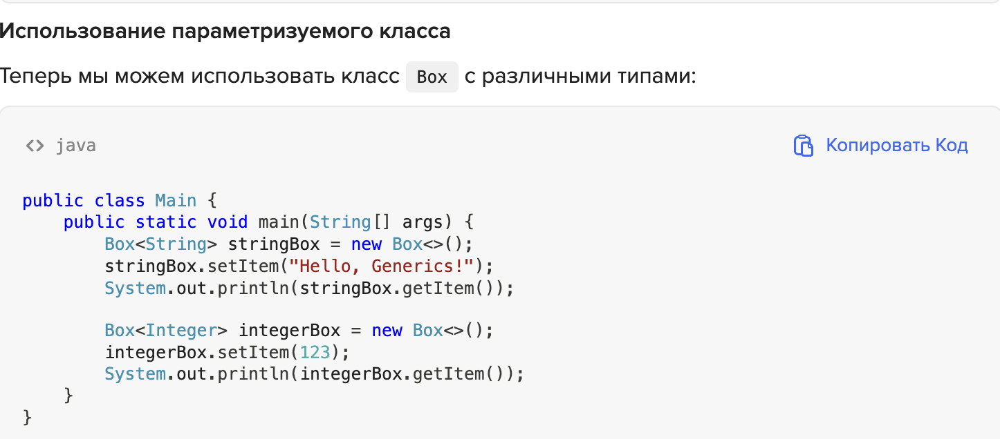 Использование параметризуемого класса
Теперь мы можем использовать класс Box с различными типами:
<> java
Копировать Код
public class Main {
    public static void main(String[] args) {
        Box<String> stringBox = new Box<>();
        stringBox.setItem("Hello, Generics!");
        System.out.println(stringBox.getItem());

        Box<Integer> integerBox = new Box<>();
        integerBox.setItem(123);
        System.out.println(integerBox.getItem());
    }
}